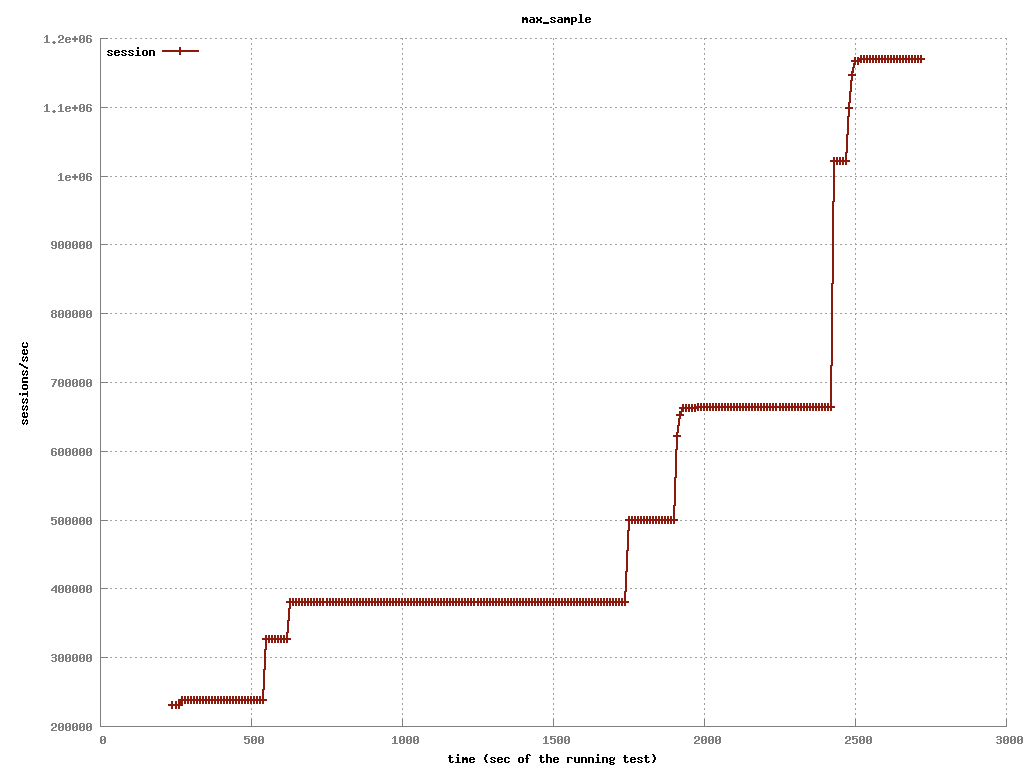 max_sample
1.2e+06
session
1.1e+06
1e+06
900000
800000
700000
sessions/sec
600000
500000
400000
300000
200000
0 500 1000 1500 2000 2500 3000
time (sec of the running test)